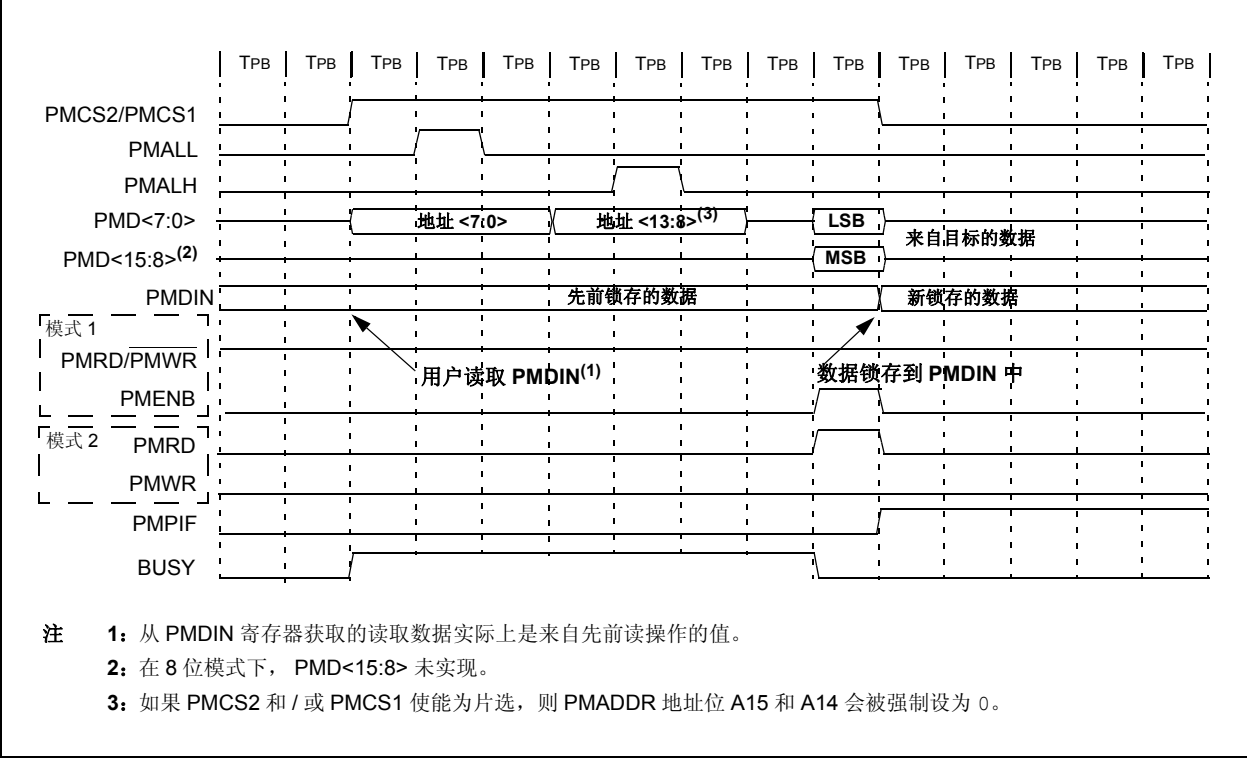 TPB TPB TPB TPB TPB TPB TPB TPB TPB TPB TPB TPB TPB TPB TPB
PMCS2/PMCS1
PMALL
PMALH
PMD<7:0> 地址 <7:0> 地址 <13:8>(3) LSB
来自目标的数据
PMD<15:8>(2) MSB
PMDIN 先前锁存的数据 新锁存的数据
模式 1
PMRD/PMWR
用户读取 PMDIN(1) 数据锁存到 PMDIN 中
PMENB
模式 2
PMRD
PMWR
PMPIF
BUSY
注 1: 从 PMDIN 寄存器获取的读取数据实际上是来自先前读操作的值。
2: 在 8 位模式下， PMD<15:8> 未实现。
3: 如果 PMCS2 和 / 或 PMCS1 使能为片选，则 PMADDR 地址位 A15 和 A14 会被强制设为 0。